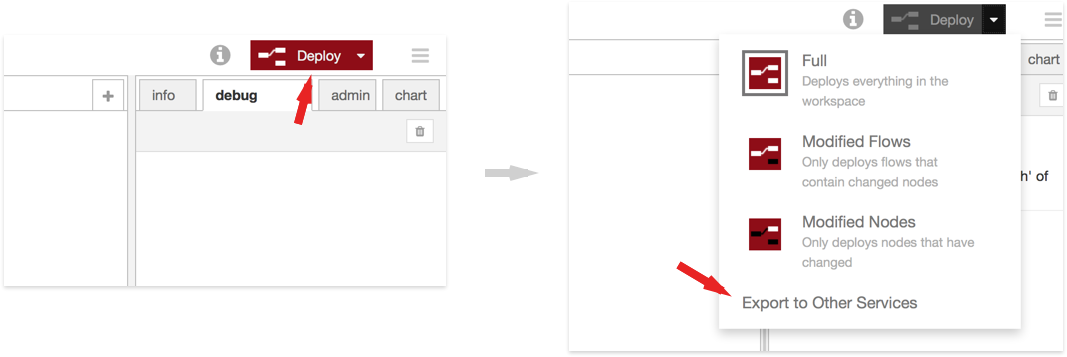 Deploy
+
info
debug
admin
chart
Deploy
Full
Deploys everything in the
workspace
Modified Flows
Only deploys flows that
contain changed nodes
Modified Nodes
Only deploys nodes that have
changed
Export to Other Services
chart
h' of